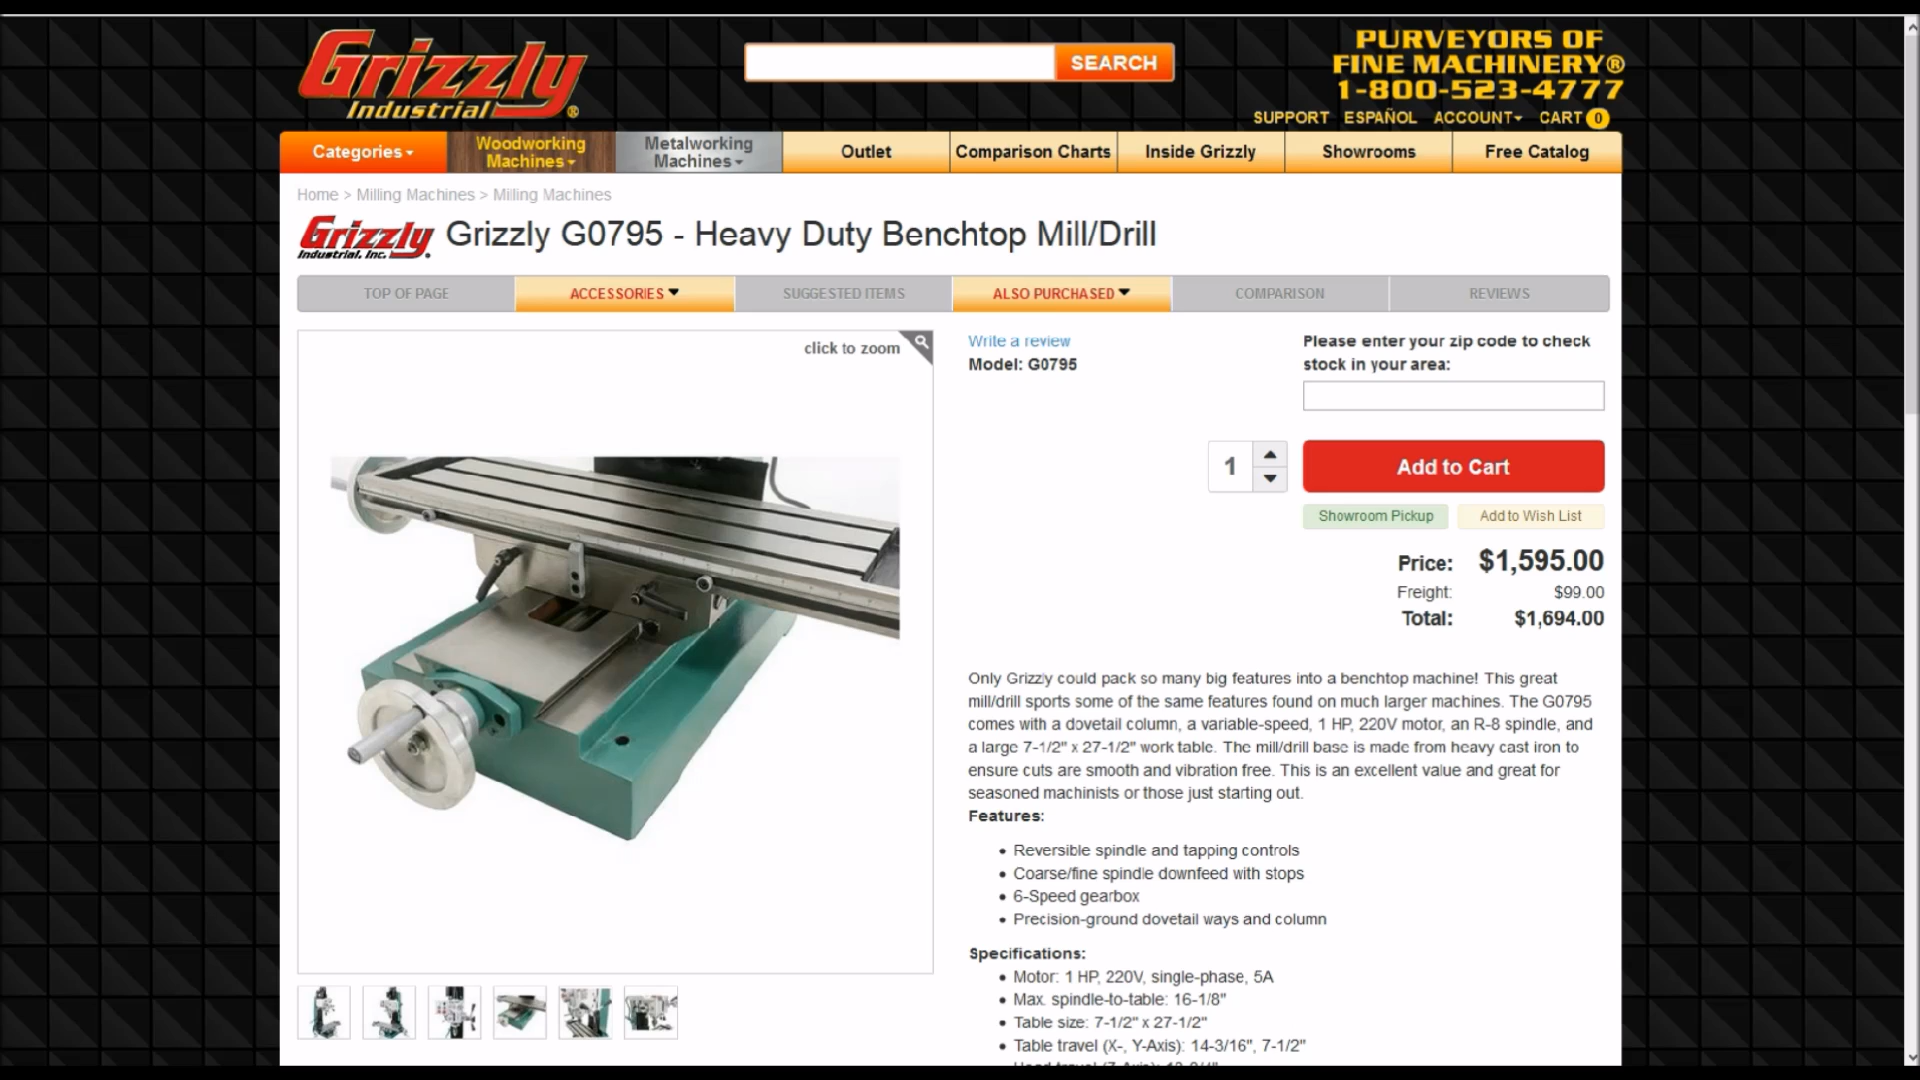 Grizzly
Industrial®
SEARCH
PURVEYORS OF
FINE MACHINERY®
1-800-523-4777
SUPPORT ESPAÑOL ACCOUNT CART 0
Categories
Woodworking
Machines
Metalworking
Machines
Outlet
Comparison Charts
Inside Grizzly
Showrooms
Free Catalog
Home > Milling Machines > Milling Machines
Grizzly
Industrial, Inc.
Grizzly G0795 - Heavy Duty Benchtop Mill/Drill
TOP OF PAGE
ACCESSORIES
SUGGESTED ITEMS
ALSO PURCHASED
COMPARISON
REVIEWS
click to zoom
Write a review
Model: G0795
Please enter your zip code to check
stock in your area:
1
Add to Cart
Showroom Pickup
Add to Wish List
Price: $1,595.00
Freight: $99.00
Total: $1,694.00
Only Grizzly could pack so many big features into a benchtop machine! This great
mill/drill sports some of the same features found on much larger machines. The G0795
comes with a dovetail column, a variable-speed, 1 HP, 220V motor, an R-8 spindle, and
a large 7-1/2" x 27-1/2" work table. The mill/drill base is made from heavy cast iron to
ensure cuts are smooth and vibration free. This is an excellent value and great for
seasoned machinists or those just starting out.
Features:
• Reversible spindle and tapping controls
• Coarse/fine spindle downfeed with stops
• 6-Speed gearbox
• Precision-ground dovetail ways and column
Specifications:
• Motor: 1 HP, 220V, single-phase, 5A
• Max. spindle-to-table: 16-1/8"
• Table size: 7-1/2" x 27-1/2"
• Table travel (X-, Y-Axis): 14-3/16", 7-1/2"